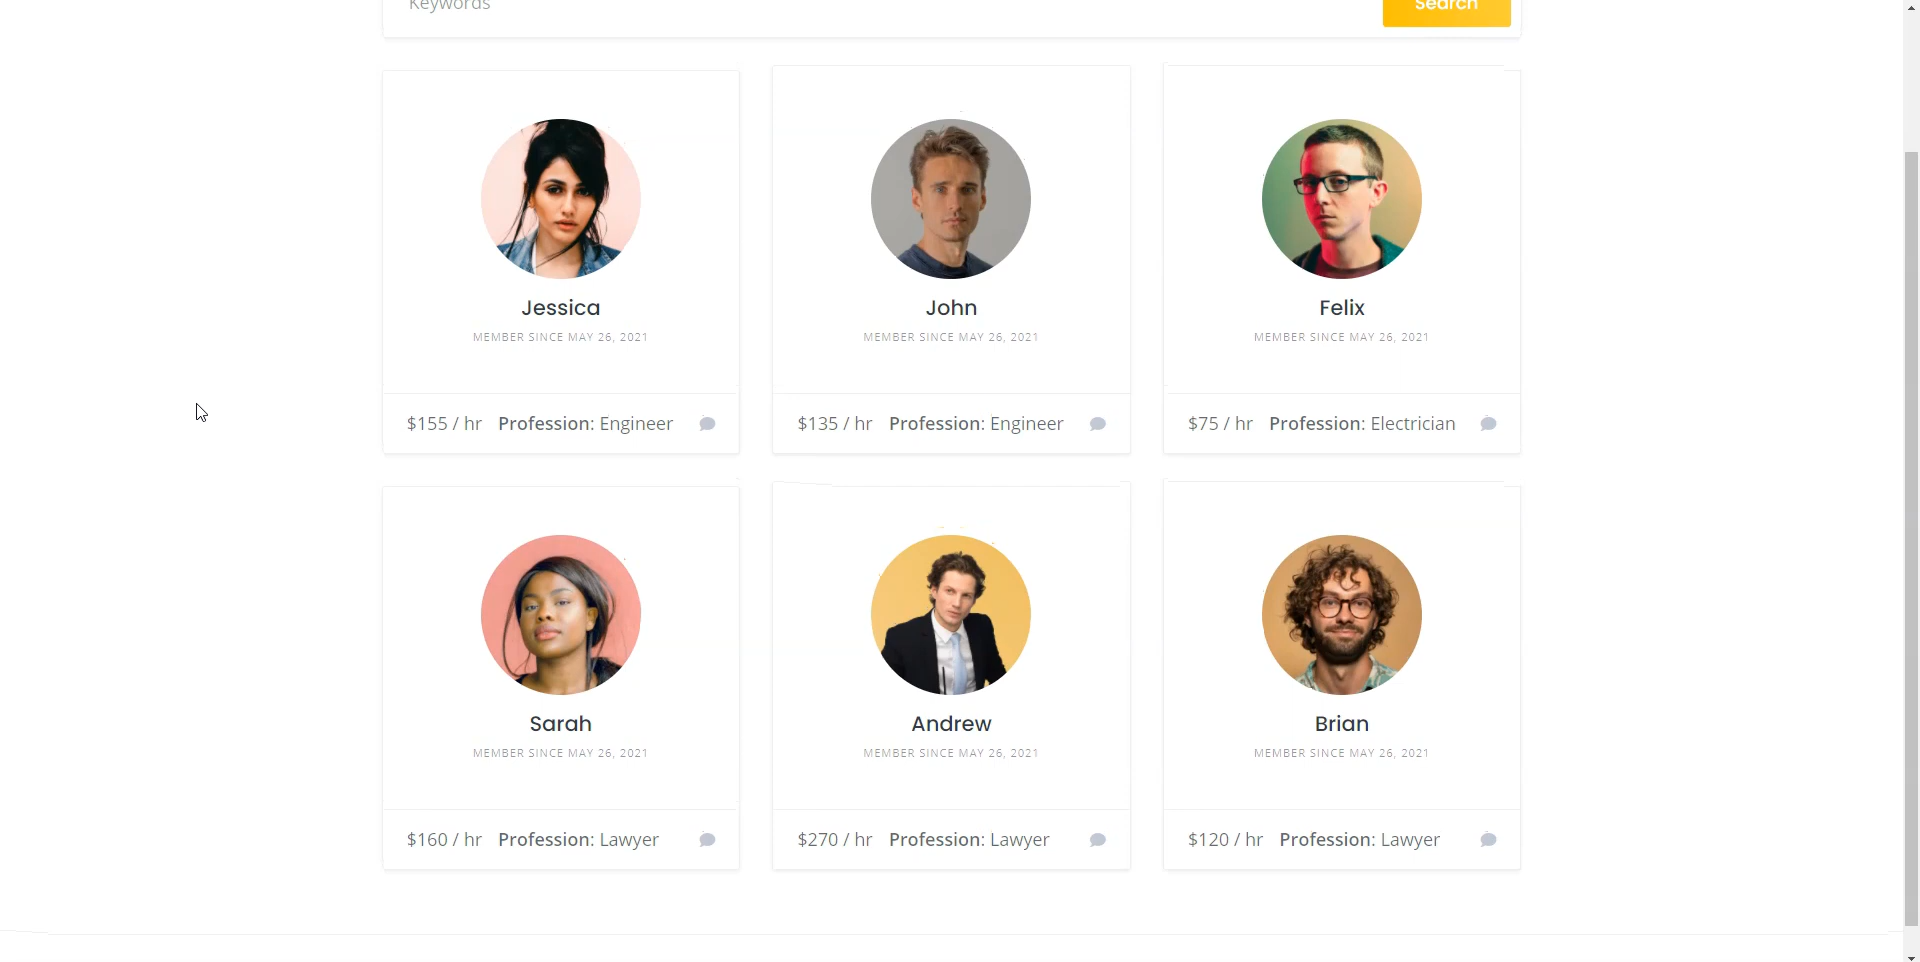 Keywords
Search
Jessica
MEMBER SINCE MAY 26, 2021
$155 / hr Profession: Engineer
John
MEMBER SINCE MAY 26, 2021
$135 / hr Profession: Engineer
Felix
MEMBER SINCE MAY 26, 2021
$75 / hr Profession: Electrician
Sarah
MEMBER SINCE MAY 26, 2021
$160 / hr Profession: Lawyer
Andrew
MEMBER SINCE MAY 26, 2021
$270 / hr Profession: Lawyer
Brian
MEMBER SINCE MAY 26, 2021
$120 / hr Profession: Lawyer